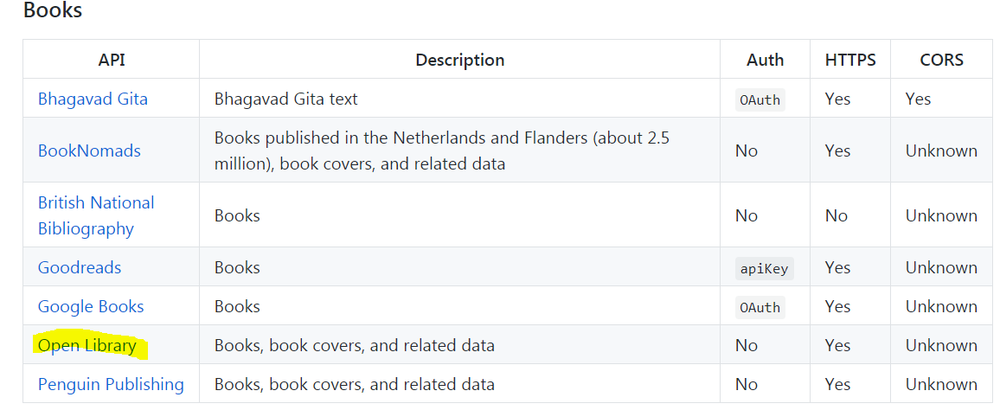 Books
API Description Auth HTTPS CORS
Bhagavad Gita Bhagavad Gita text OAuth Yes Yes
BookNomads Books published in the Netherlands and Flanders (about 2.5 million), book covers, and related data No Yes Unknown
British National Bibliography Books No No Unknown
Goodreads Books apiKey Yes Unknown
Google Books Books OAuth Yes Unknown
Open Library Books, book covers, and related data No Yes Unknown
Penguin Publishing Books, book covers, and related data No Yes Unknown